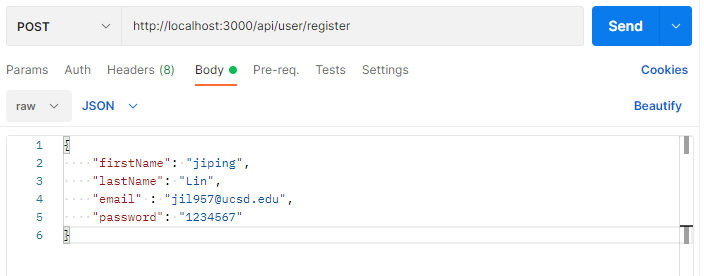 POST http://localhost:3000/api/user/register Send
Params Auth Headers (8) Body Pre-req. Tests Settings Cookies
raw JSON Beautify
1 {
2 "firstName": "jiping",
3 "lastName": "Lin",
4 "email" : "jil957@ucsd.edu",
5 "password": "1234567"
6 }